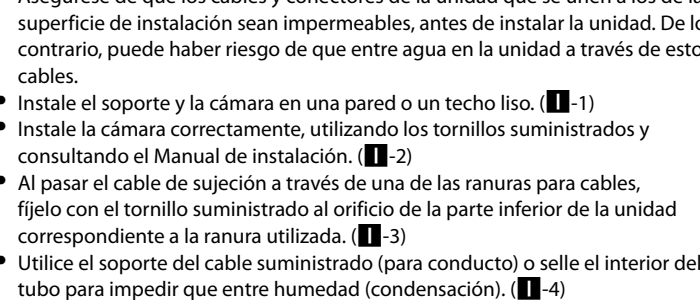 Asegúrese de que los cables y conectores de la unidad que se unen a los de la
superficie de instalación sean impermeables, antes de instalar la unidad. De lo
contrario, puede haber riesgo de que entre agua en la unidad a través de esto
cables.
• Instale el soporte y la cámara en una pared o un techo liso. (I-1)
• Instale la cámara correctamente, utilizando los tornillos suministrados y
consultando el Manual de instalación. (I-2)
• Al pasar el cable de sujeción a través de una de las ranuras para cables,
fíjelo con el tornillo suministrado al orificio de la parte inferior de la unidad
correspondiente a la ranura utilizada. (I-3)
• Utilice el soporte del cable suministrado (para conducto) o selle el interior del
tubo para impedir que entre humedad (condensación). (I-4)